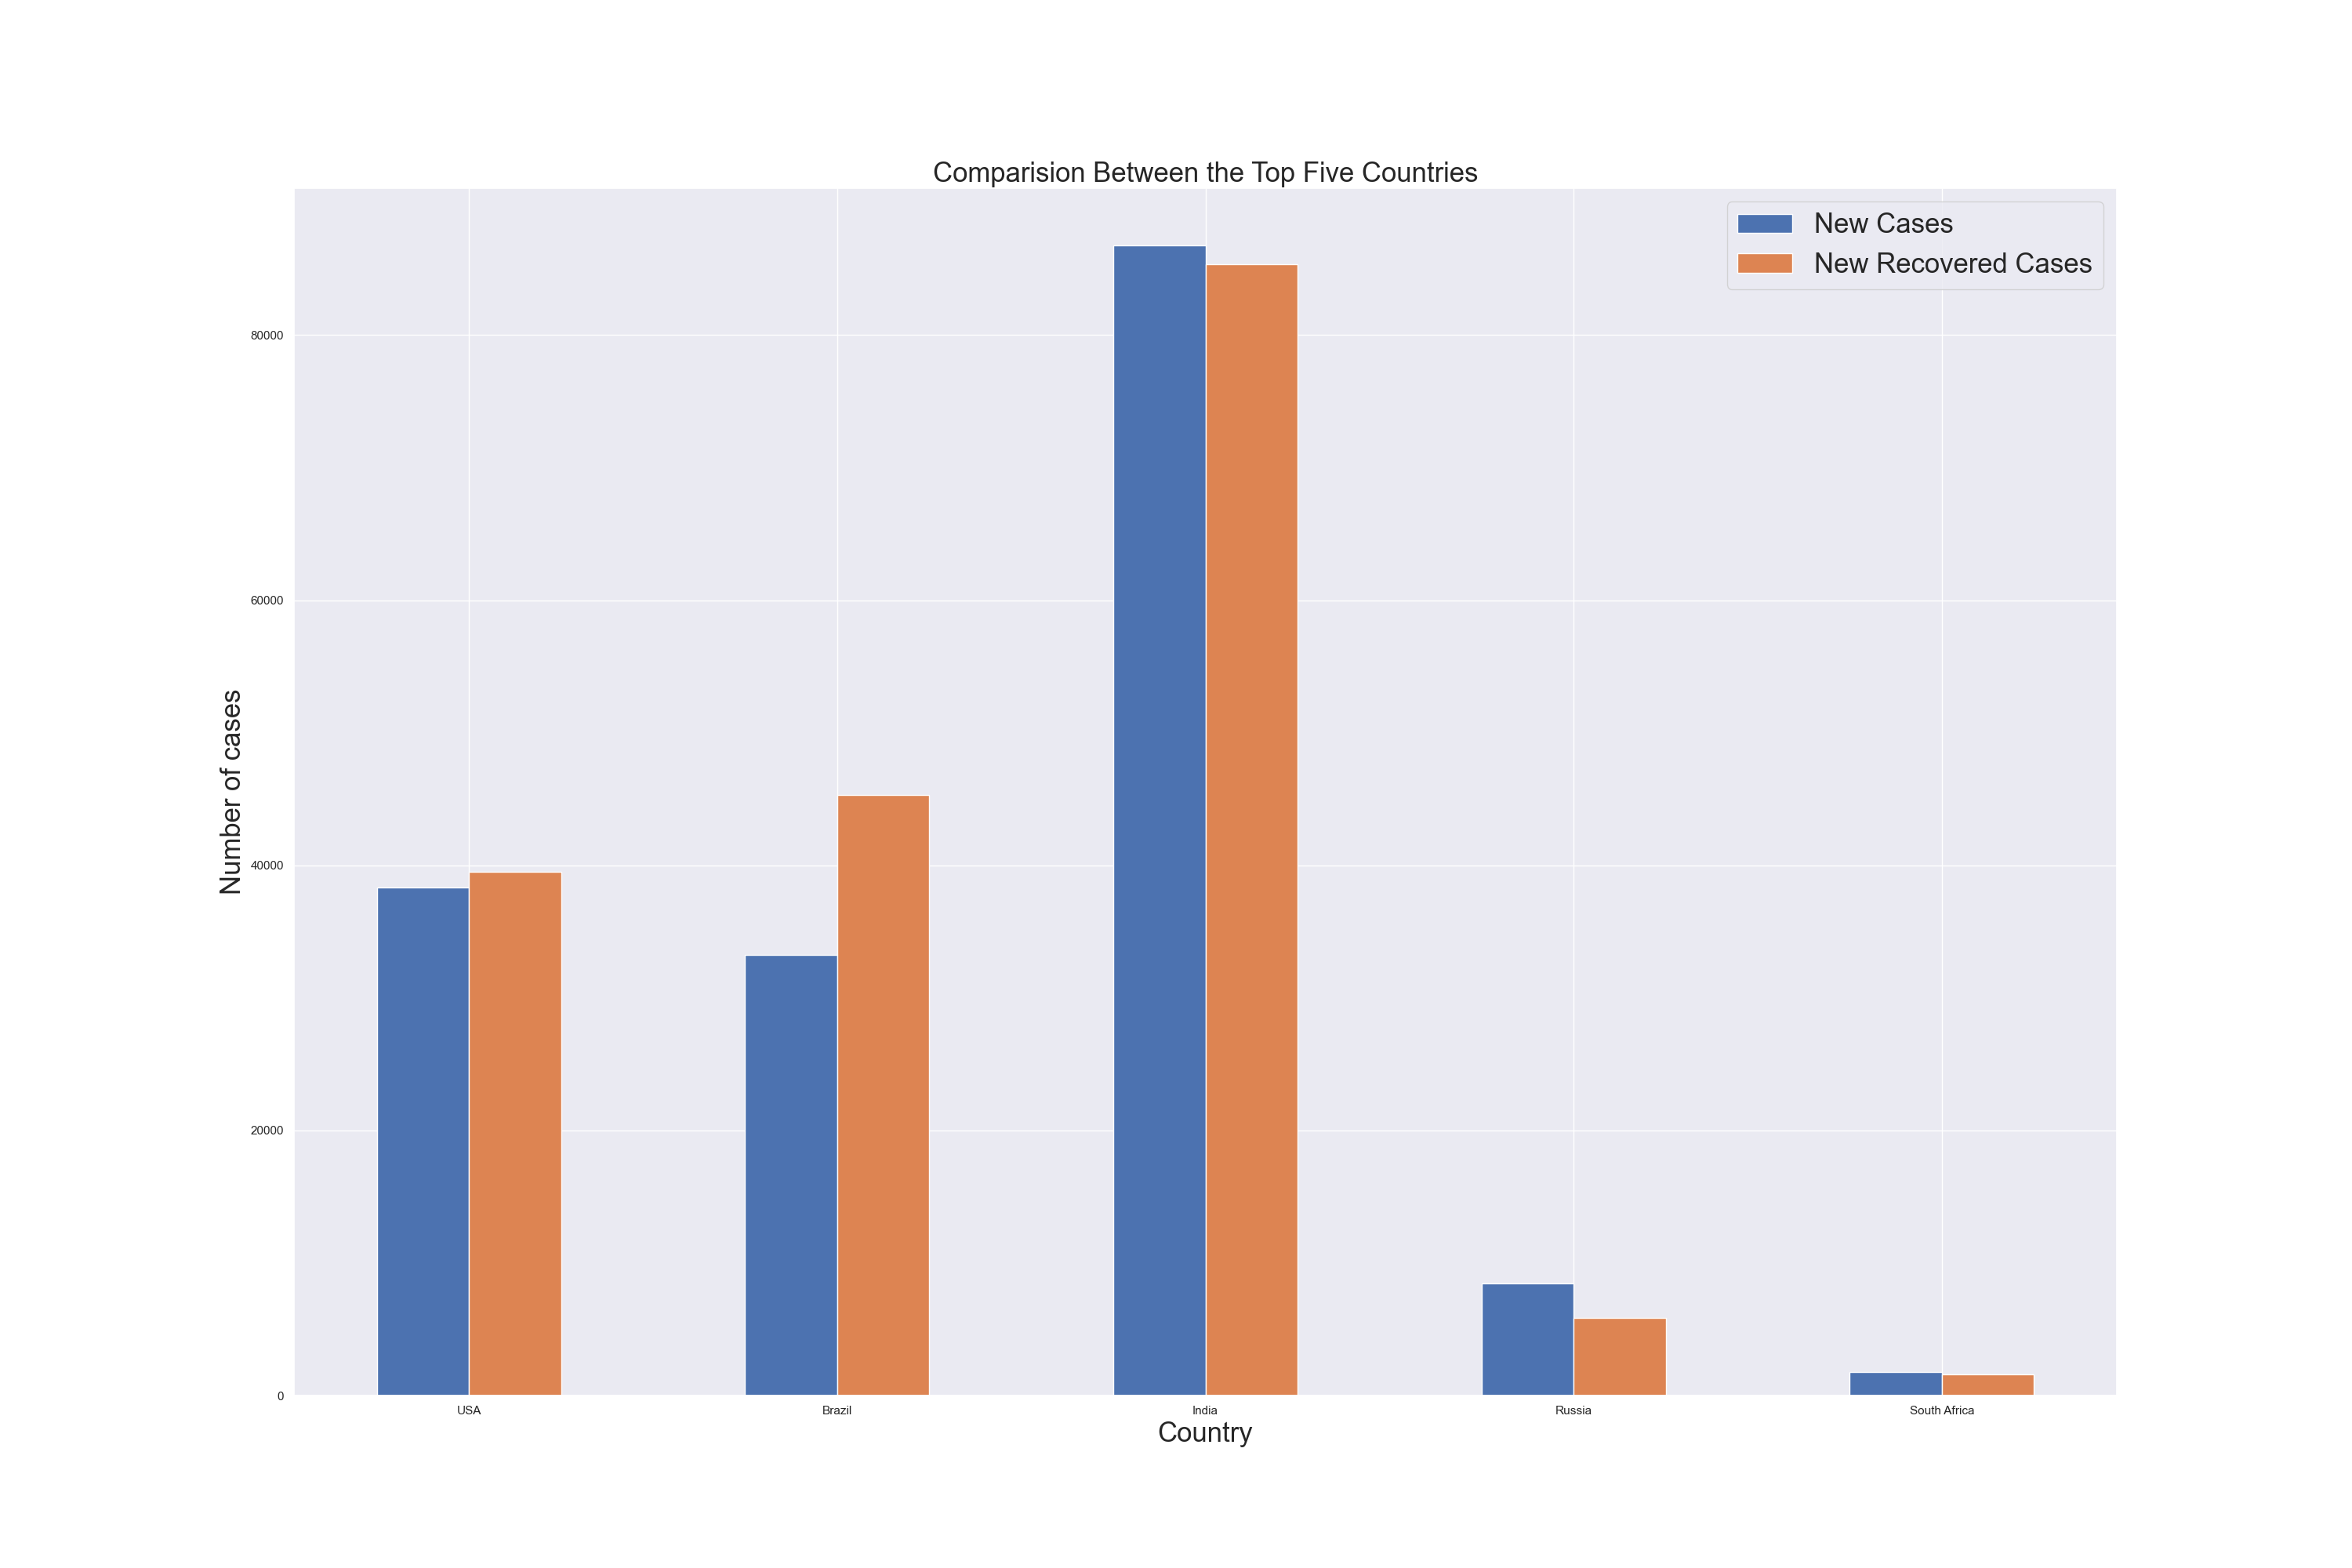 Comparision Between the Top Five Countries
New Cases
New Recovered Cases
80000
60000
40000
20000
0
Number of cases
USA
Brazil
India
Russia
South Africa
Country